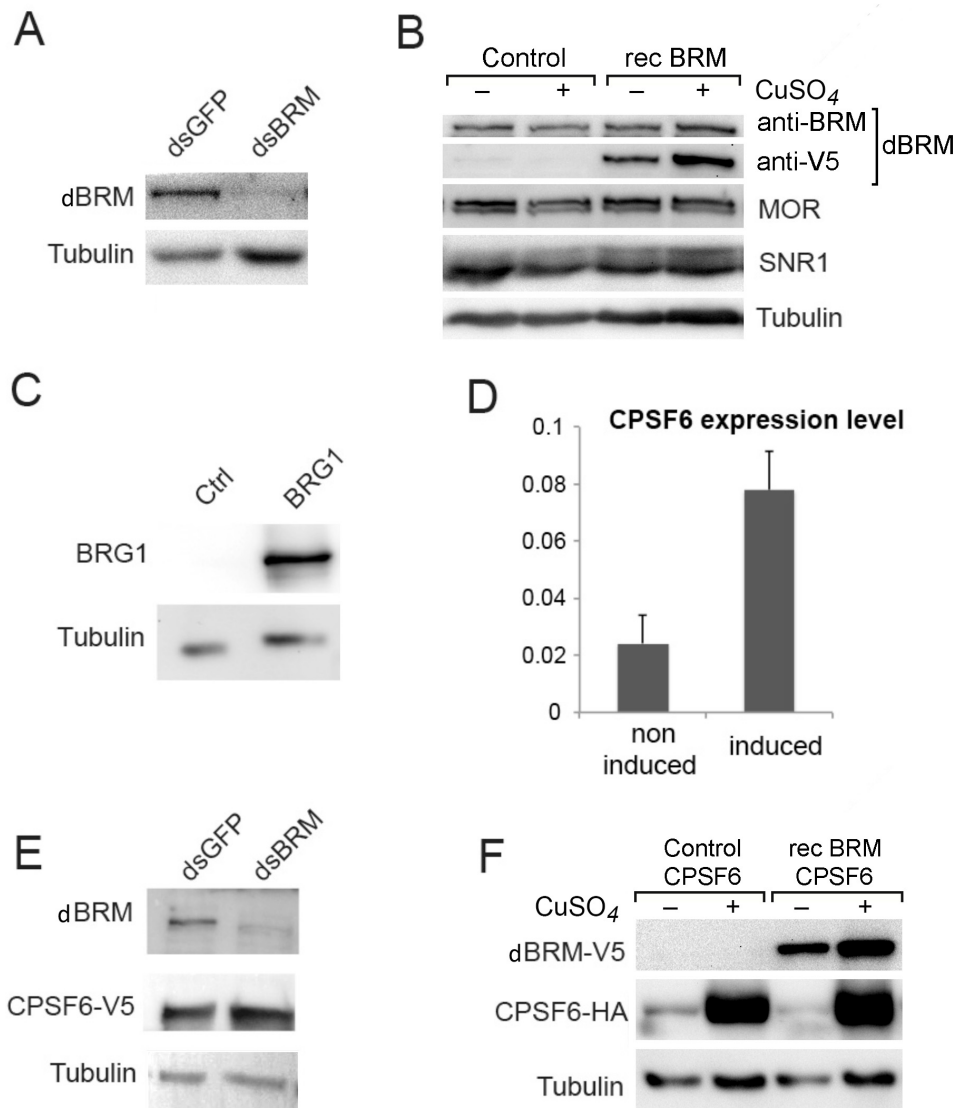 A
dsGFP dsBRM
dBRM
Tubulin
B
Control rec BRM
– + – + CuSO4
anti-BRM
anti-V5
dBRM
MOR
SNR1
Tubulin
C
Ctrl BRG1
BRG1
Tubulin
D
CPSF6 expression level
0.1
0.08
0.06
0.04
0.02
0
non induced
induced
E
dsGFP dsBRM
dBRM
CPSF6-V5
Tubulin
F
Control rec BRM
CPSF6 CPSF6
CuSO4 – + – +
dBRM-V5
CPSF6-HA
Tubulin